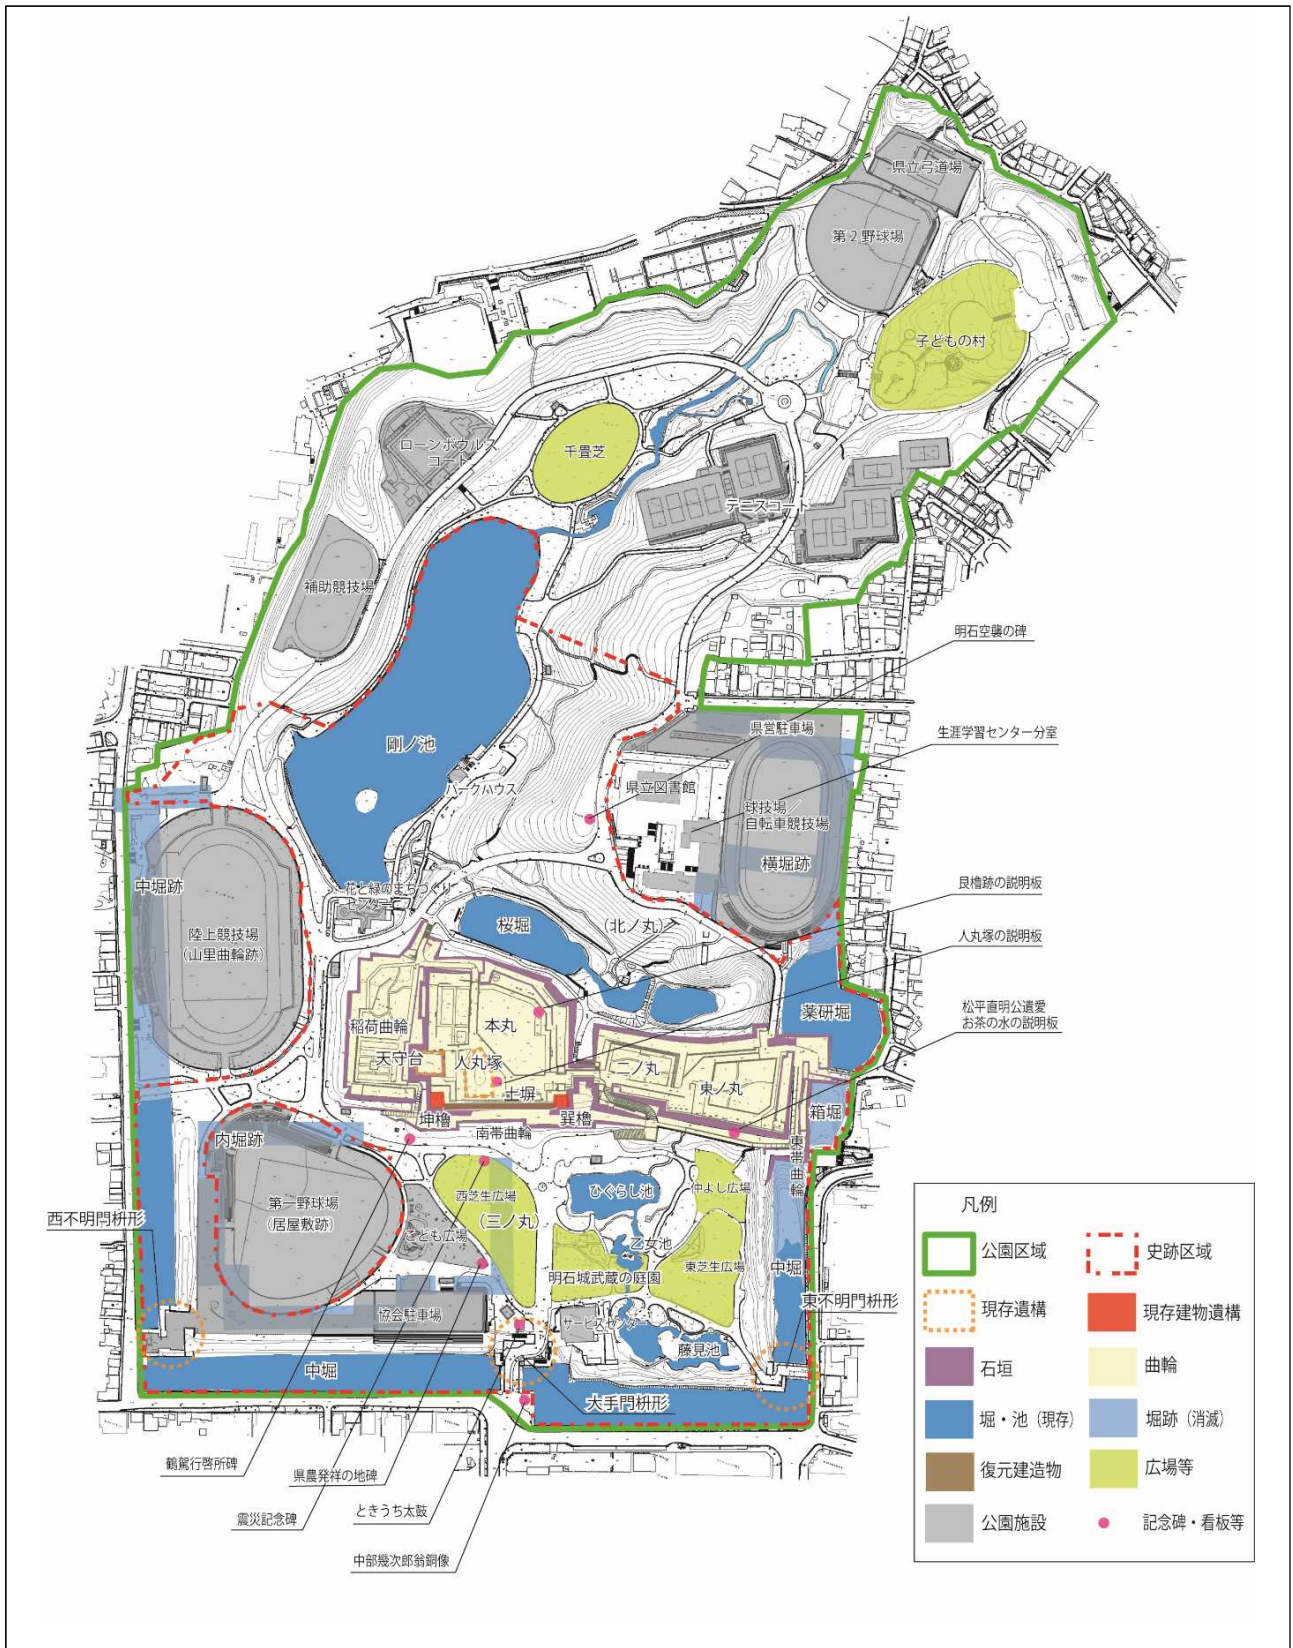 県立弓道場
第2野球場
子どもの村
ローンボウルス
コート
千畳芝
テニスコート
補助競技場
明石空襲の碑
県営駐車場
生涯学習センター分室
剛ノ池
県立図書館
パークハウス
球技場／
自転車競技場
横堀跡
中堀跡
花と緑のまちづくり
センター
艮櫓跡の説明板
桜堀
(北ノ丸)
陸上競技場
(山里曲輪跡)
人丸塚の説明板
薬研堀
松平直明公遺愛
お茶の水の説明板
稲荷曲輪
本丸
天守台
人丸塚
二ノ丸
東ノ丸
土塀
箱堀
坤櫓
巽櫓
南帯曲輪
東帯曲輪
内堀跡
第一野球場
(居屋敷跡)
西芝生広場
(三ノ丸)
ひぐらし池
仲よし広場
西不明門枡形
こども広場
乙女池
東芝生広場
中堀
明石城武蔵の庭園
東不明門枡形
協会駐車場
サービスセンター
藤見池
中堀
大手門枡形
鶴駕行啓所碑
県農発祥の地碑
震災記念碑
ときうち太鼓
中部幾次郎翁銅像
凡例
公園区域
史跡区域
現存遺構
現存建物遺構
石垣
曲輪
堀・池 (現存)
堀跡 (消滅)
復元建造物
広場等
公園施設
記念碑・看板等